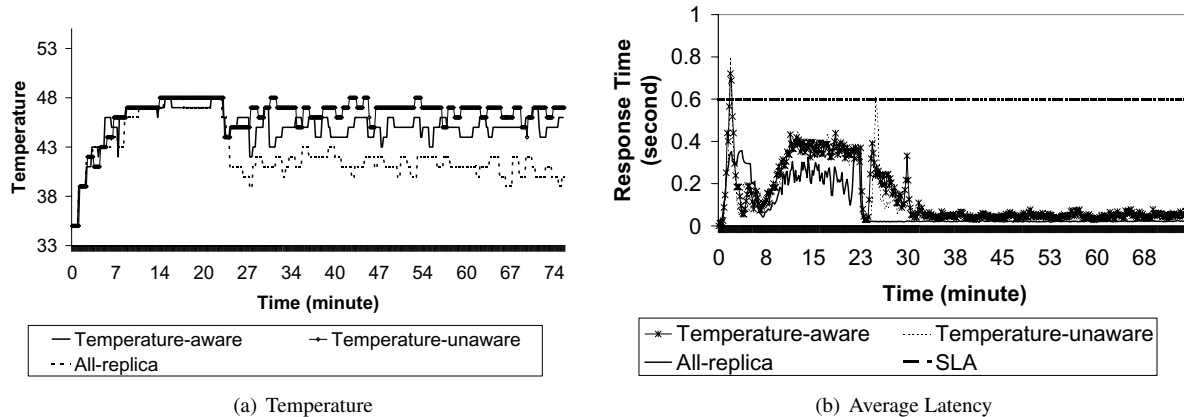 53
48
43
38
33
Temperature
0 7 14 20 27 34 40 47 54 60 67 74
Time (minute)
Temperature-aware Temperature-unaware
All-replica
(a) Temperature
1
0.8
0.6
0.4
0.2
0
Response Time
(second)
0 8 15 23 30 38 45 53 60 68
Time (minute)
Temperature-aware Temperature-unaware
All-replica SLA
(b) Average Latency